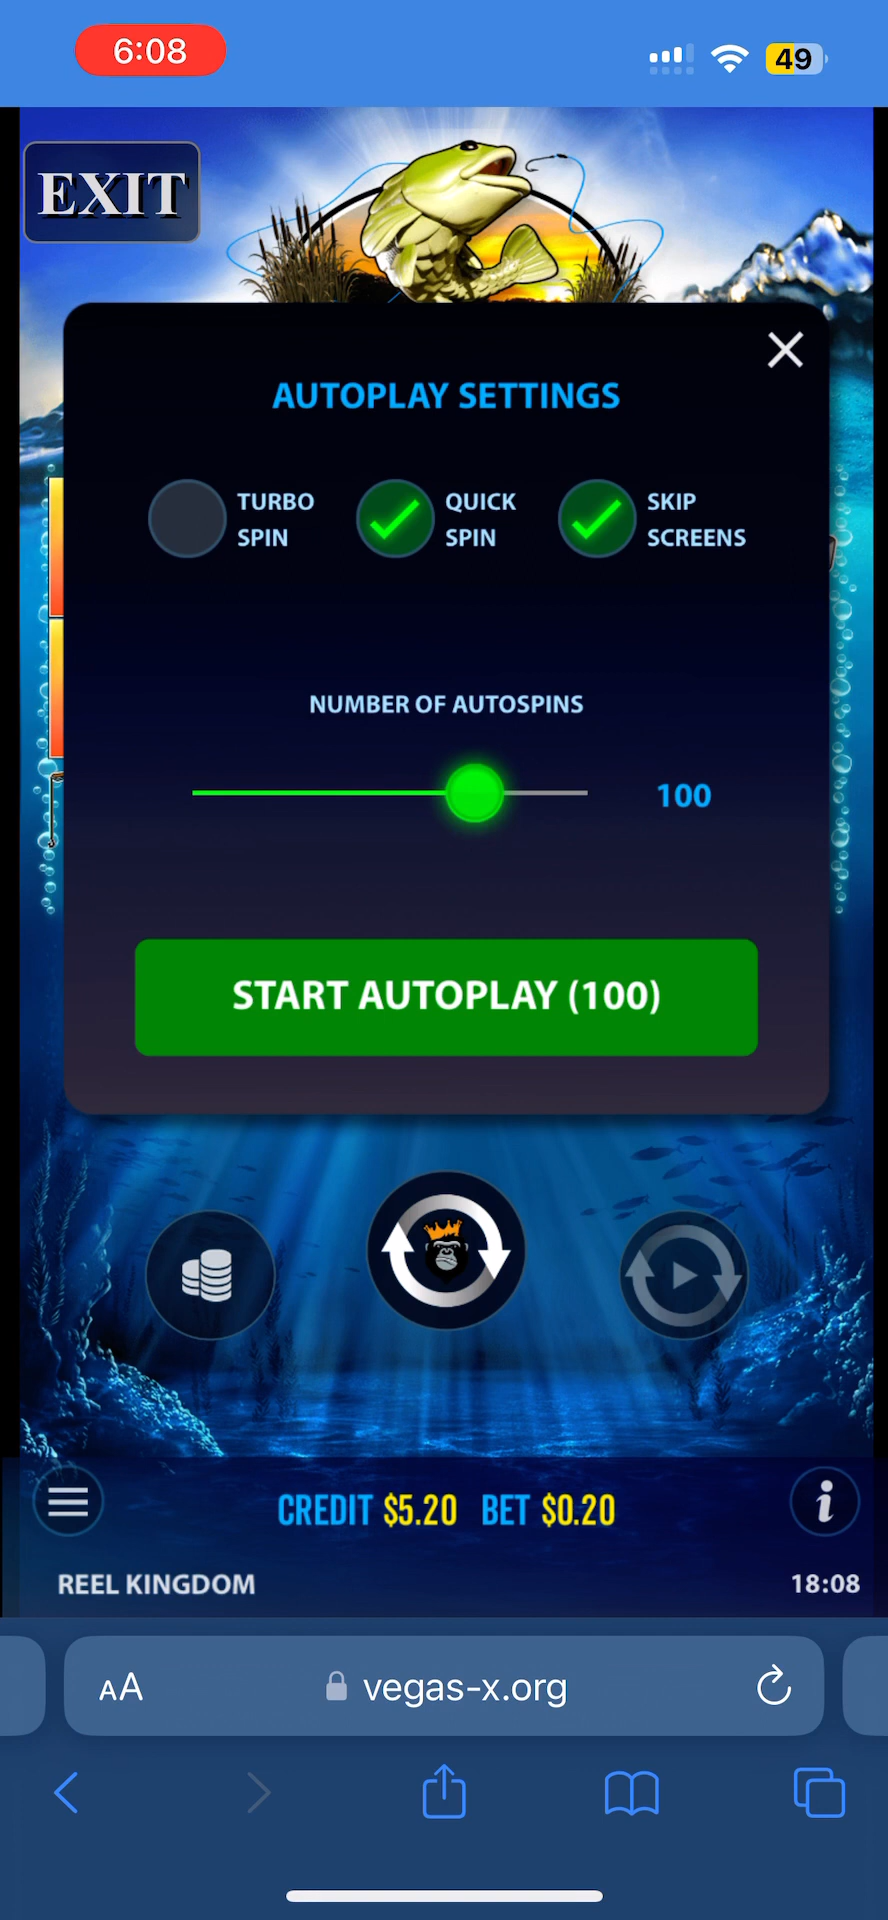 6:08
49
EXIT
AUTOPLAY SETTINGS
TURBO SPIN
QUICK SPIN
SKIP SCREENS
NUMBER OF AUTOSPINS
100
START AUTOPLAY (100)
CREDIT $5.20 BET $0.20
i
REEL KINGDOM
18:08
AA
vegas-x.org